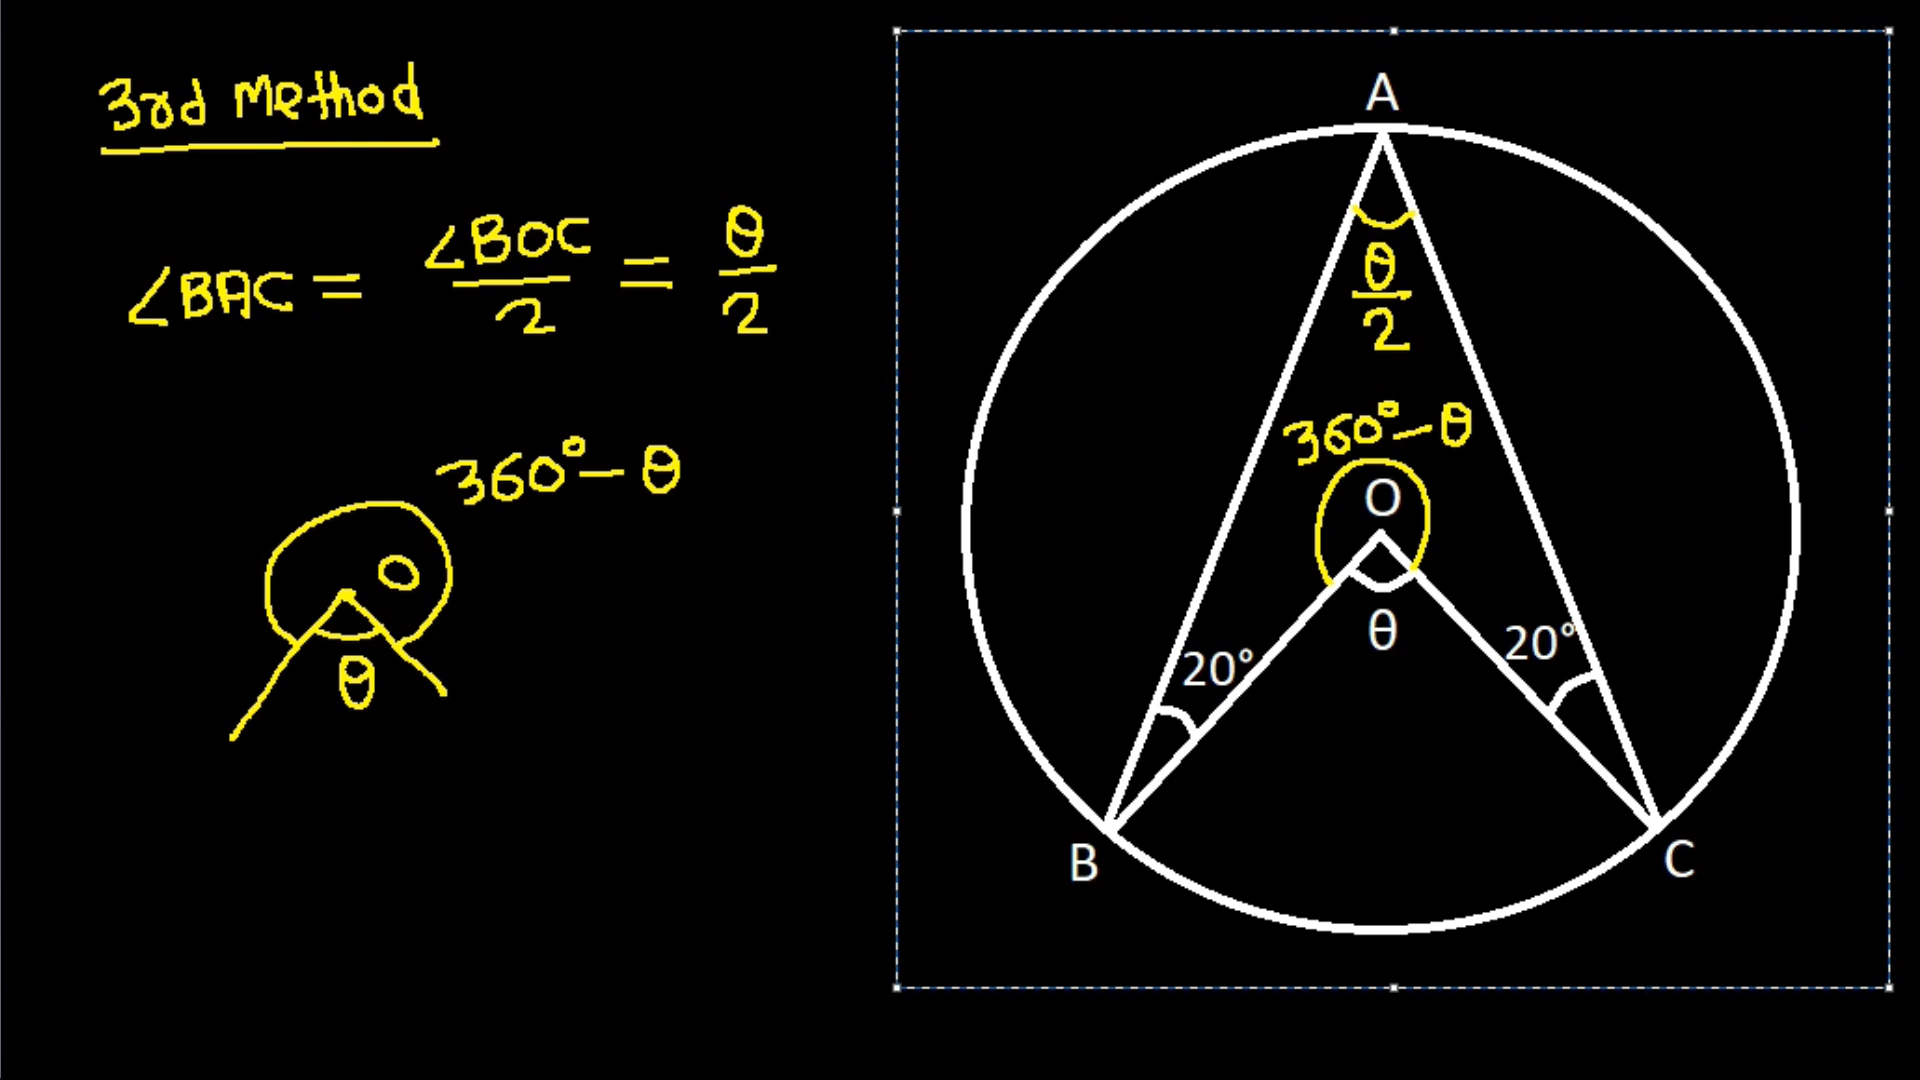 3rd Method
∠BAC = ∠BOC/2 = θ/2
360° - θ
O
θ
A
θ/2
360° - θ
O
θ
20°
20°
B
C